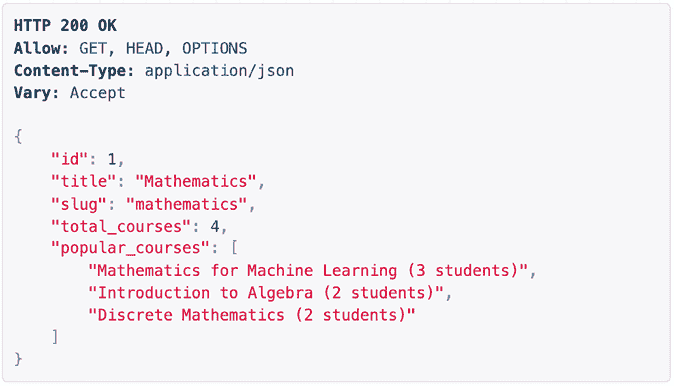 HTTP 200 OK
Allow: GET, HEAD, OPTIONS
Content-Type: application/json
Vary: Accept
{
    "id": 1,
    "title": "Mathematics",
    "slug": "mathematics",
    "total_courses": 4,
    "popular_courses": [
        "Mathematics for Machine Learning (3 students)",
        "Introduction to Algebra (2 students)",
        "Discrete Mathematics (2 students)"
    ]
}